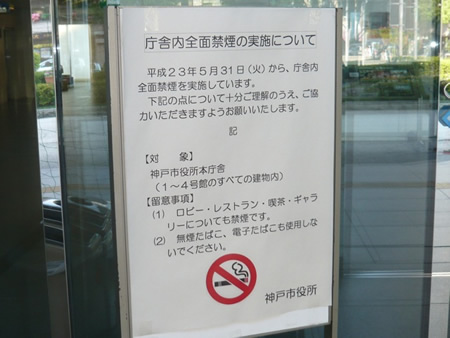 庁舎内全面禁煙の実施について
平成23年5月31日(火)から、庁舎内
全面禁煙を実施しています。
下記の点について十分ご理解のうえ、ご協
力いただきますようお願いいたします。
記
【対　象】
神戸市役所本庁舎
(1～4号館のすべての建物内)
【留意事項】
(1) ロビー・レストラン・喫茶・ギャラ
リーについても禁煙です。
(2) 無煙たばこ、電子たばこも使用しな
いでください。
神戸市役所